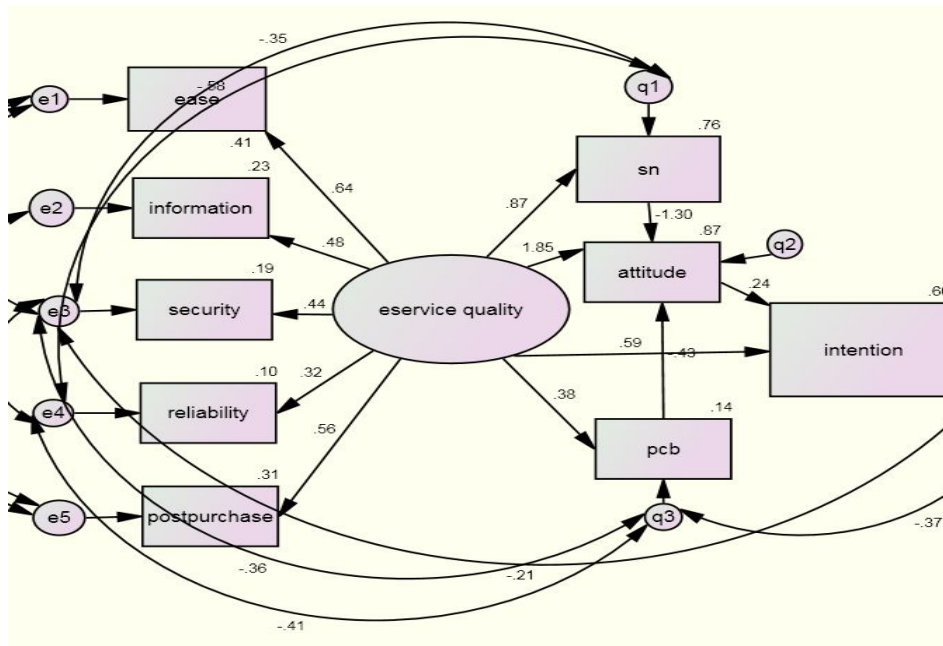 -.35
q1
e1
-.58
ease
.76
.41
.23
sn
.64
e2
information
.87
-1.30
.48
.87
q2
.19
1.85
attitude
.24
e3
security
.44
eservice quality
.59
-.43
intention
.10
.32
.38
.14
e4
reliability
.56
pcb
.31
e5
postpurchase
q3
-.37
-.36
-.21
-.41